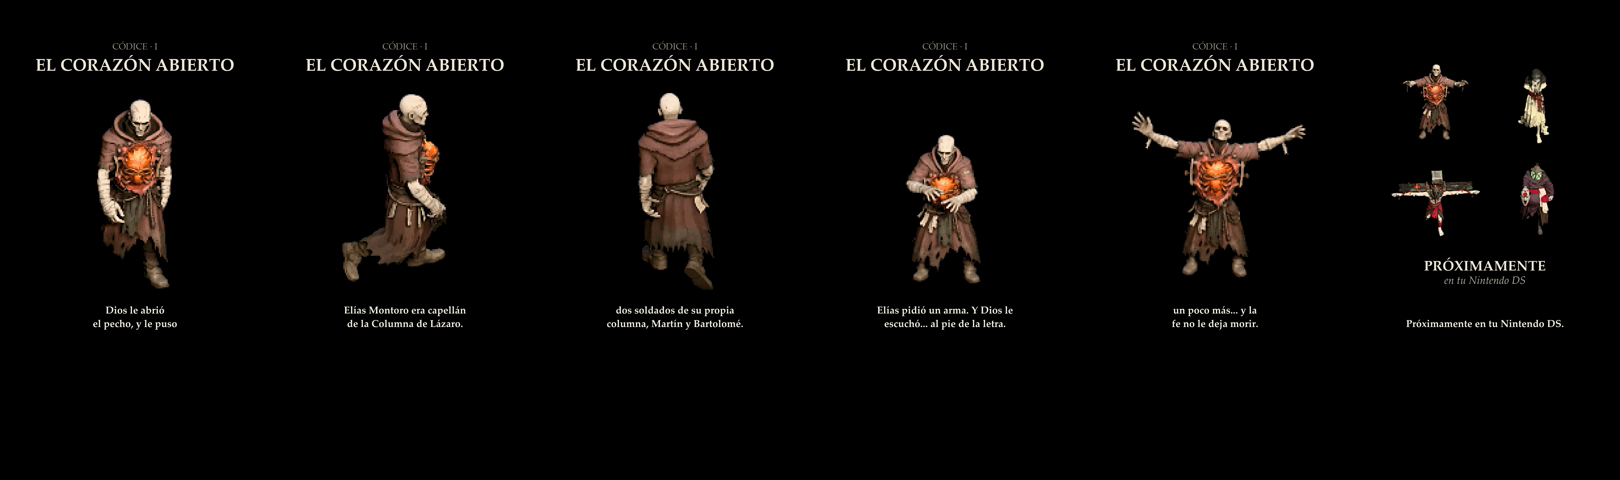 CÓDICE · I
EL CORAZÓN ABIERTO
Dios le abrió
el pecho, y le puso
CÓDICE · I
EL CORAZÓN ABIERTO
Elías Montoro era capellán
de la Columna de Lázaro.
CÓDICE · I
EL CORAZÓN ABIERTO
dos soldados de su propia
columna, Martín y Bartolomé.
CÓDICE · I
EL CORAZÓN ABIERTO
Elías pidió un arma. Y Dios le
escuchó... al pie de la letra.
CÓDICE · I
EL CORAZÓN ABIERTO
un poco más... y la
fe no le deja morir.
PRÓXIMAMENTE
en tu Nintendo DS
Próximamente en tu Nintendo DS.